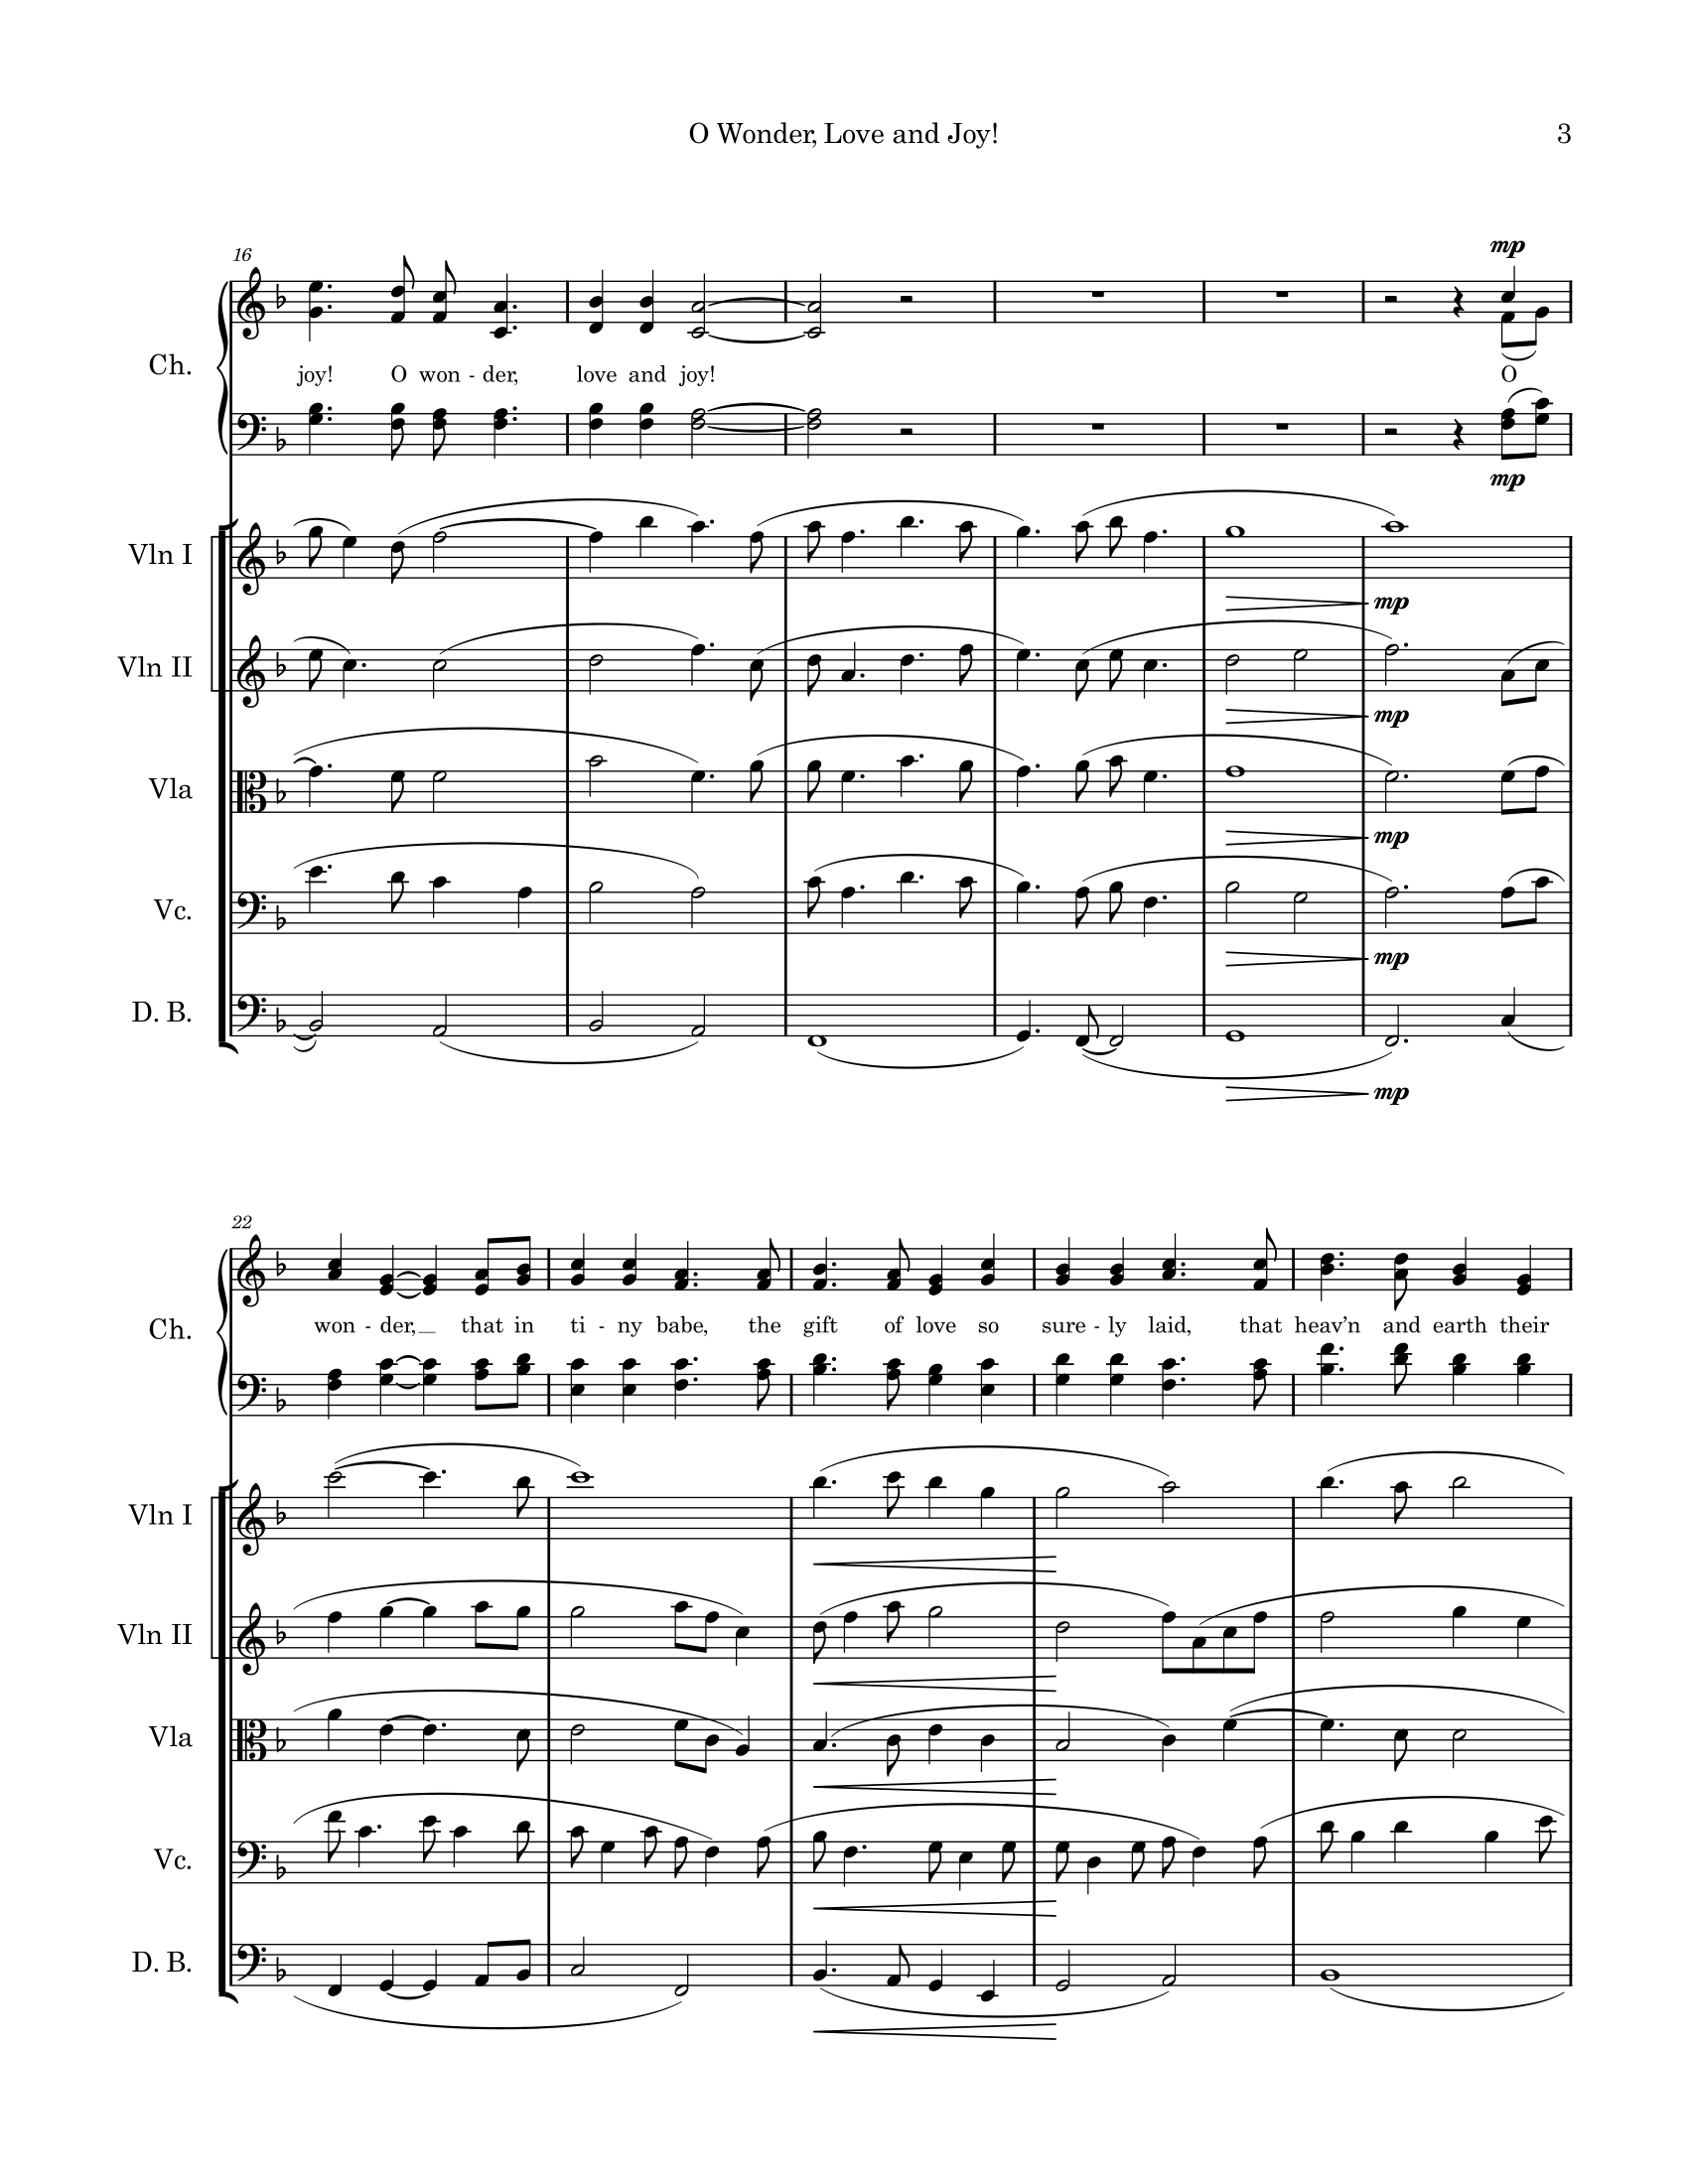 O Wonder, Love and Joy!
3
16
mp
Ch.
joy! O won - der, love and joy! O
mp
Vln I
mp
Vln II
mp
Vla
mp
Vc.
mp
D. B.
mp
22
Ch.
won - der, __ that in ti - ny babe, the gift of love so sure - ly laid, that heav’n and earth their
Vln I
Vln II
Vla
Vc.
D. B.